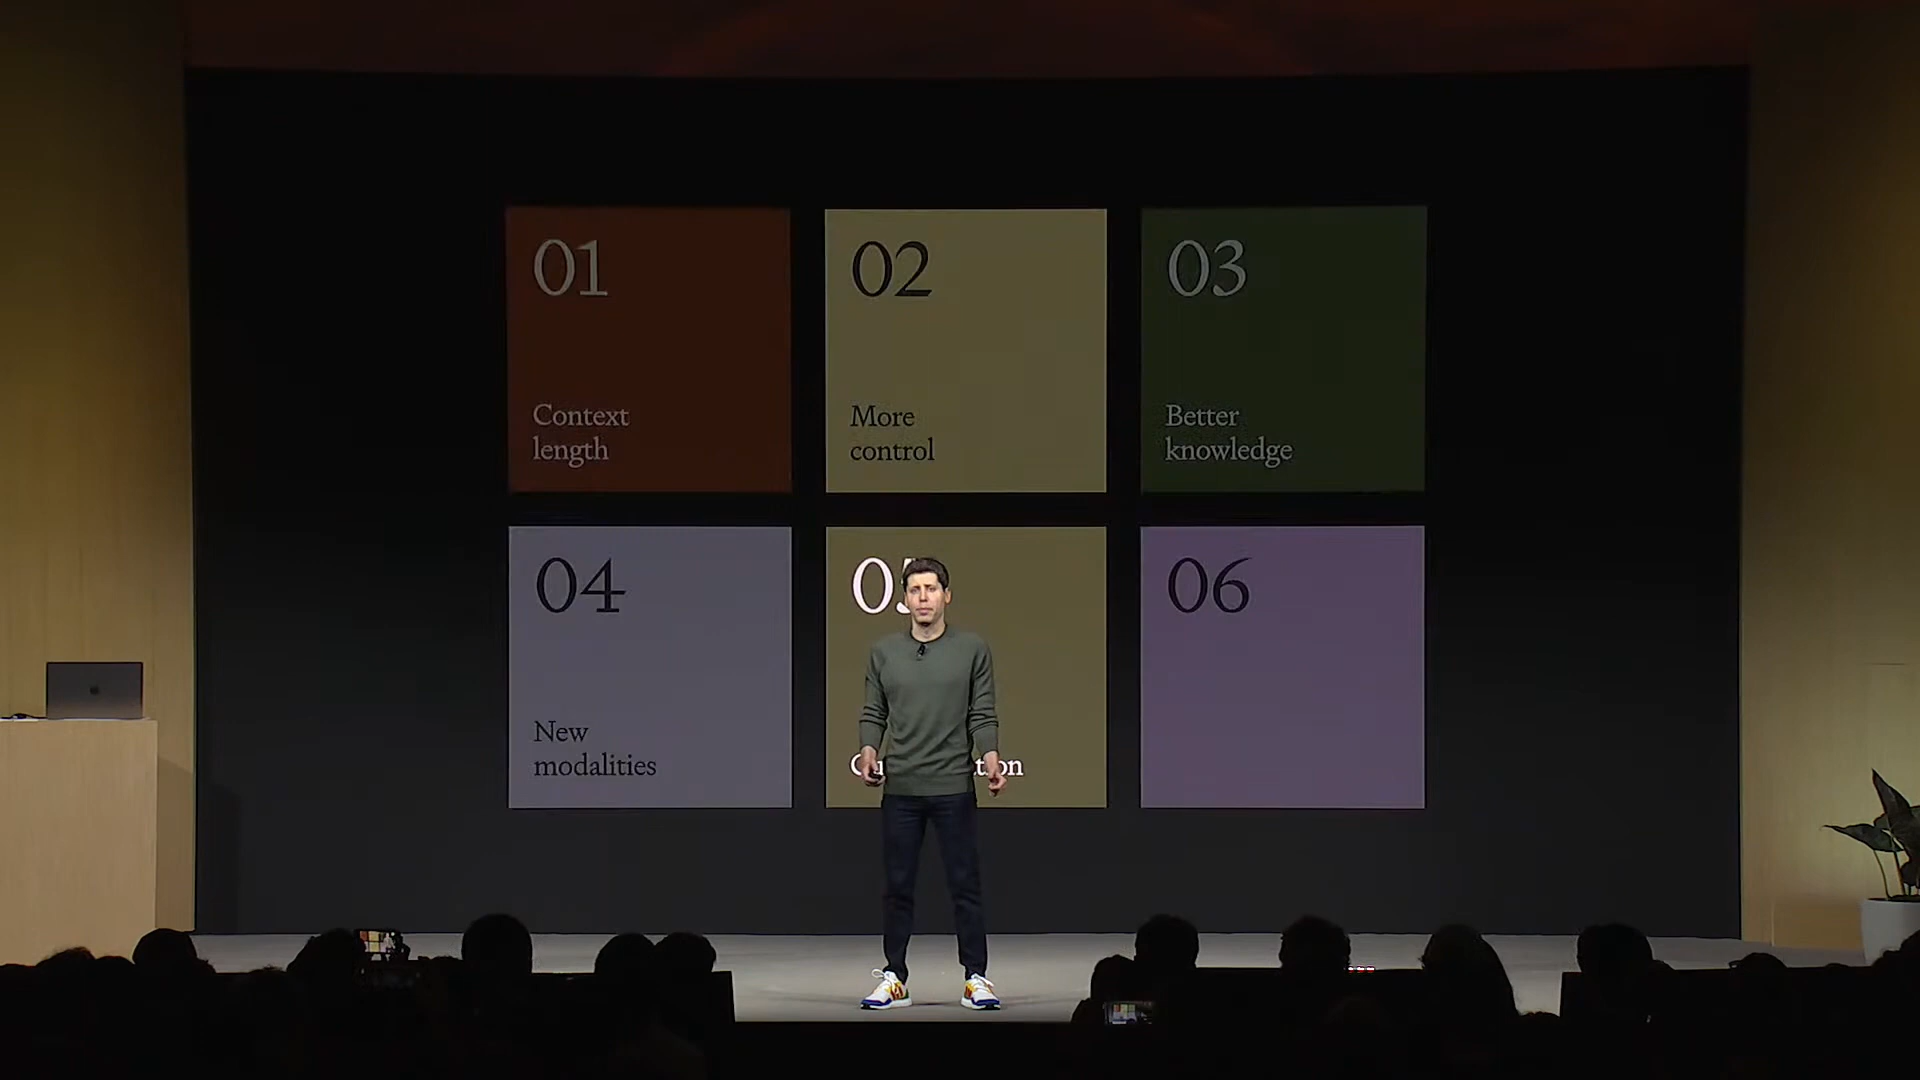 01
02
03
Context
length
More
control
Better
knowledge
04
06
New
modalities